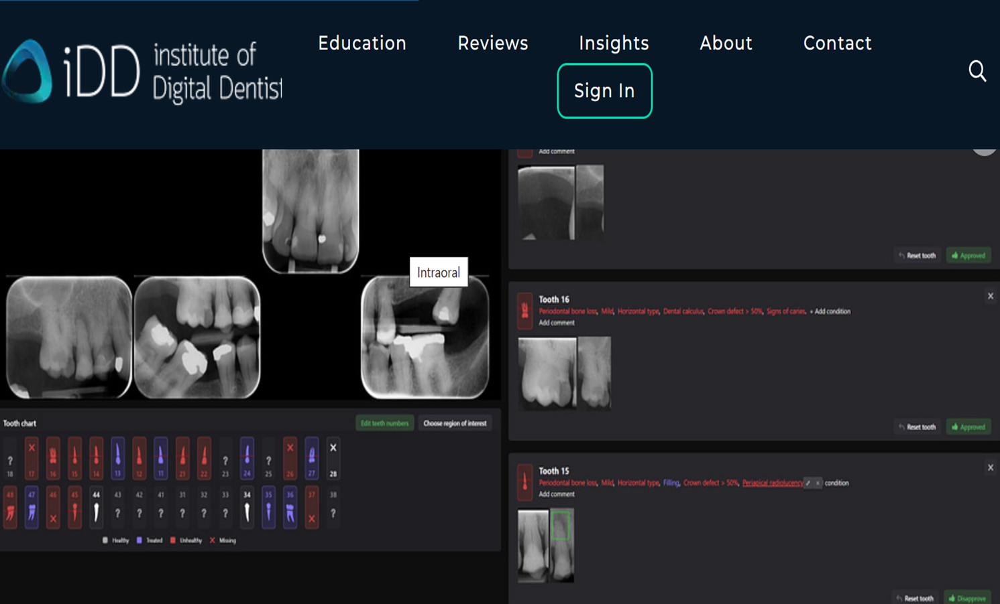 Education Reviews Insights About Contact
iDD institute of
Digital Dentist
Sign In
Add comment
Reset tooth Approved
Intraoral
Tooth 16
Periodontal bone loss, Mild, Horizontal type, Dental calculus, Crown defect > 50%, Signs of caries. + Add condition
Add comment
Reset tooth Approved
Tooth chart
Edit teeth numbers Choose region of interest
? X ? ? X X
18 17 16 15 14 13 12 11 21 22 23 24 25 26 27 28
48 47 46 45 44 43 42 41 31 32 33 34 35 36 37 38
X ? ? ? ? ? ? X ?
Healthy Treated Unhealthy X Missing
Tooth 15
Periodontal bone loss, Mild, Horizontal type, Filling, Crown defect > 50%, Periapical radiolucency condition
Add comment
Reset tooth Disapprove